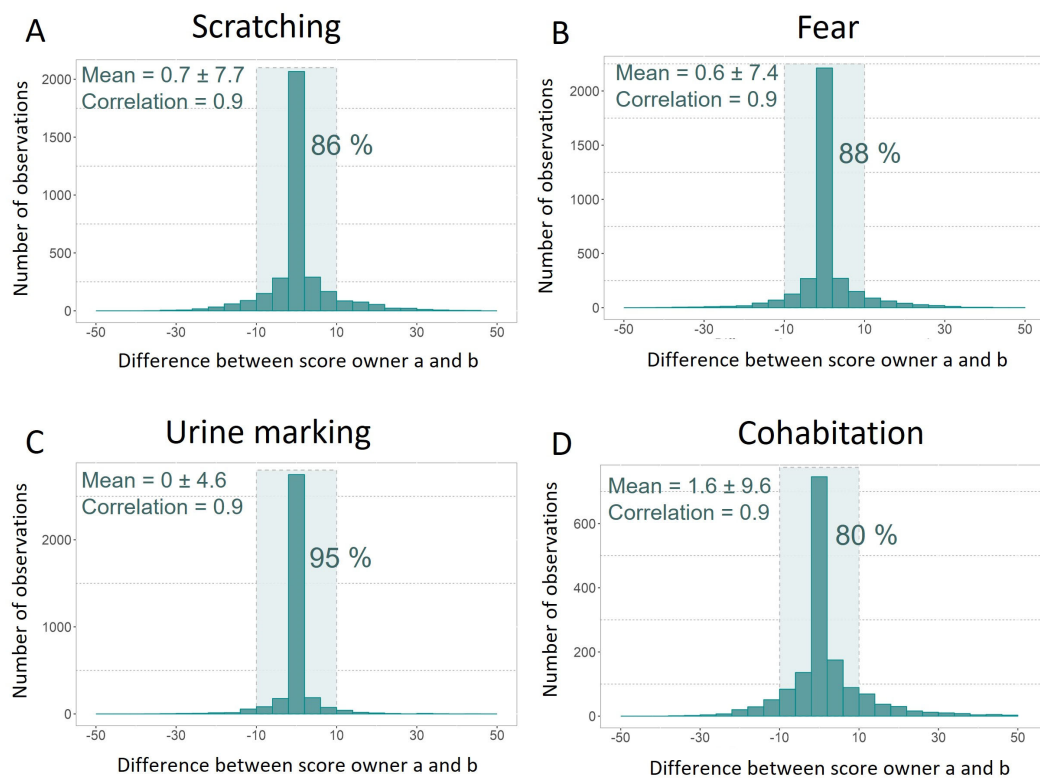 A
Scratching
Mean = 0.7 ± 7.7
Correlation = 0.9
86 %
Number of observations
2000
1500
1000
500
0
-50
-30
-10
10
30
50
Difference between score owner a and b
B
Fear
Mean = 0.6 ± 7.4
Correlation = 0.9
88 %
Number of observations
2000
1500
1000
500
0
-50
-30
-10
10
30
50
Difference between score owner a and b
C
Urine marking
Mean = 0 ± 4.6
Correlation = 0.9
95 %
Number of observations
2000
1000
0
-50
-30
-10
10
30
50
Difference between score owner a and b
D
Cohabitation
Mean = 1.6 ± 9.6
Correlation = 0.9
80 %
Number of observations
600
400
200
0
-50
-30
-10
10
30
50
Difference between score owner a and b